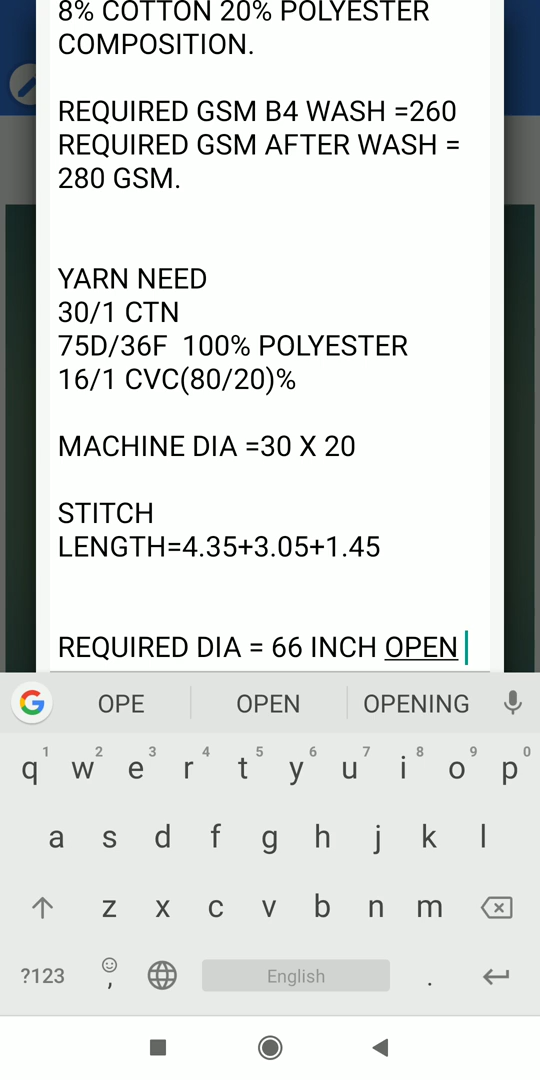 8% COTTON 20% POLYESTER
COMPOSITION.
REQUIRED GSM B4 WASH =260
REQUIRED GSM AFTER WASH =
280 GSM.
YARN NEED
30/1 CTN
75D/36F  100% POLYESTER
16/1 CVC(80/20)%
MACHINE DIA =30 X 20
STITCH
LENGTH=4.35+3.05+1.45
REQUIRED DIA = 66 INCH OPEN
OPE OPEN OPENING
1 2 3 4 5 6 7 8 9 0
q w e r t y u i o p
a s d f g h j k l
z x c v b n m
?123 , English .